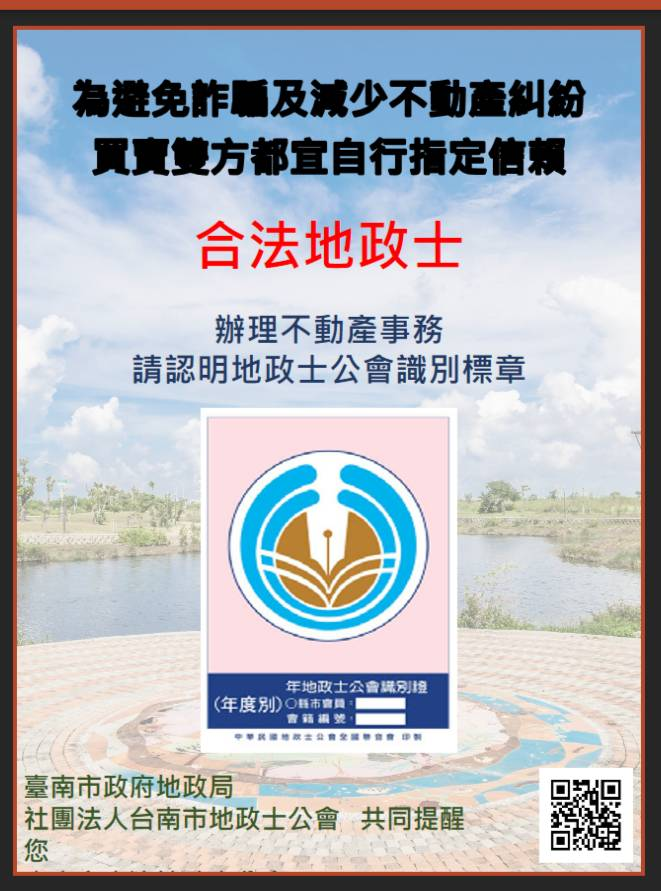 為避免詐騙及減少不動產糾紛
買賣雙方都宜自行指定信賴
合法地政士
辦理不動產事務
請認明地政士公會識別標章
年地政士公會識別證
(年度別)
○縣市會員：
會籍編號：
中華民國地政士公會全國聯合會 印製
臺南市政府地政局
社團法人台南市地政士公會 共同提醒
您